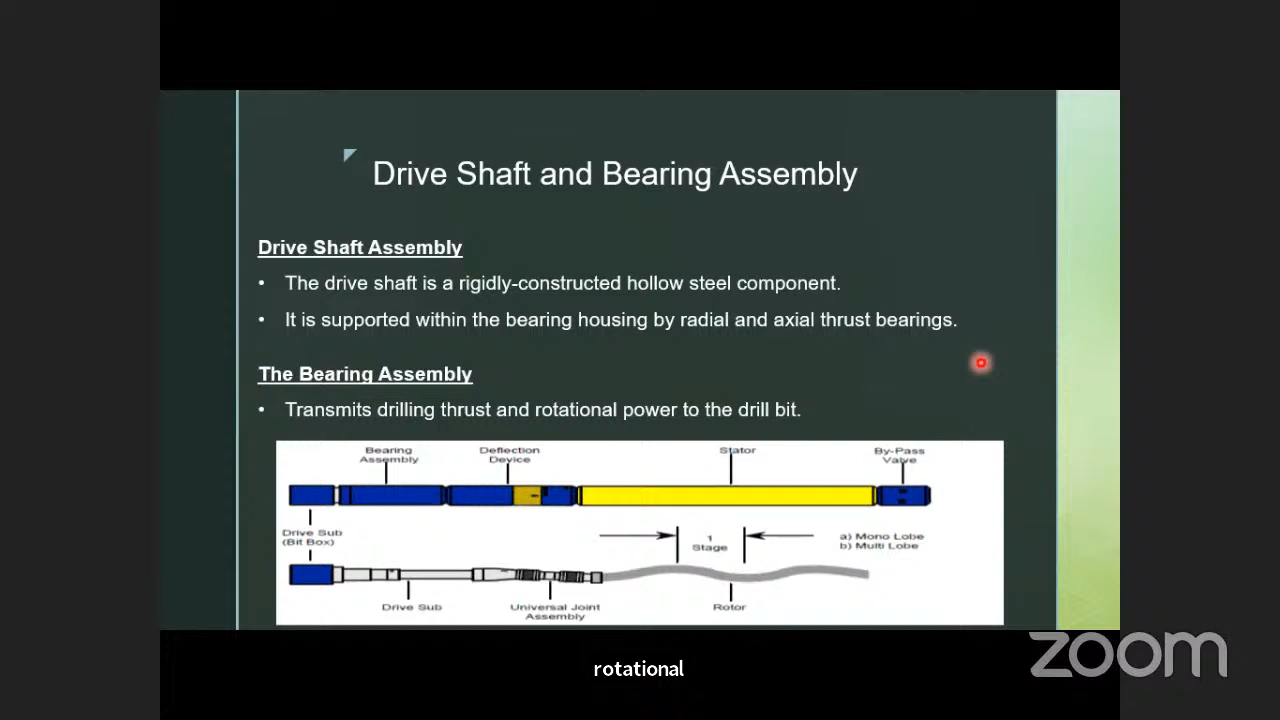 Drive Shaft and Bearing Assembly
Drive Shaft Assembly
• The drive shaft is a rigidly-constructed hollow steel component.
• It is supported within the bearing housing by radial and axial thrust bearings.
The Bearing Assembly
• Transmits drilling thrust and rotational power to the drill bit.
Bearing
Assembly
Deflection
Device
Stator
By-Pass
Valve
Drive Sub
(Bit Box)
1
Stage
a) Mono Lobe
b) Multi Lobe
Drive Sub
Universal Joint
Assembly
Rotor
rotational
zoom